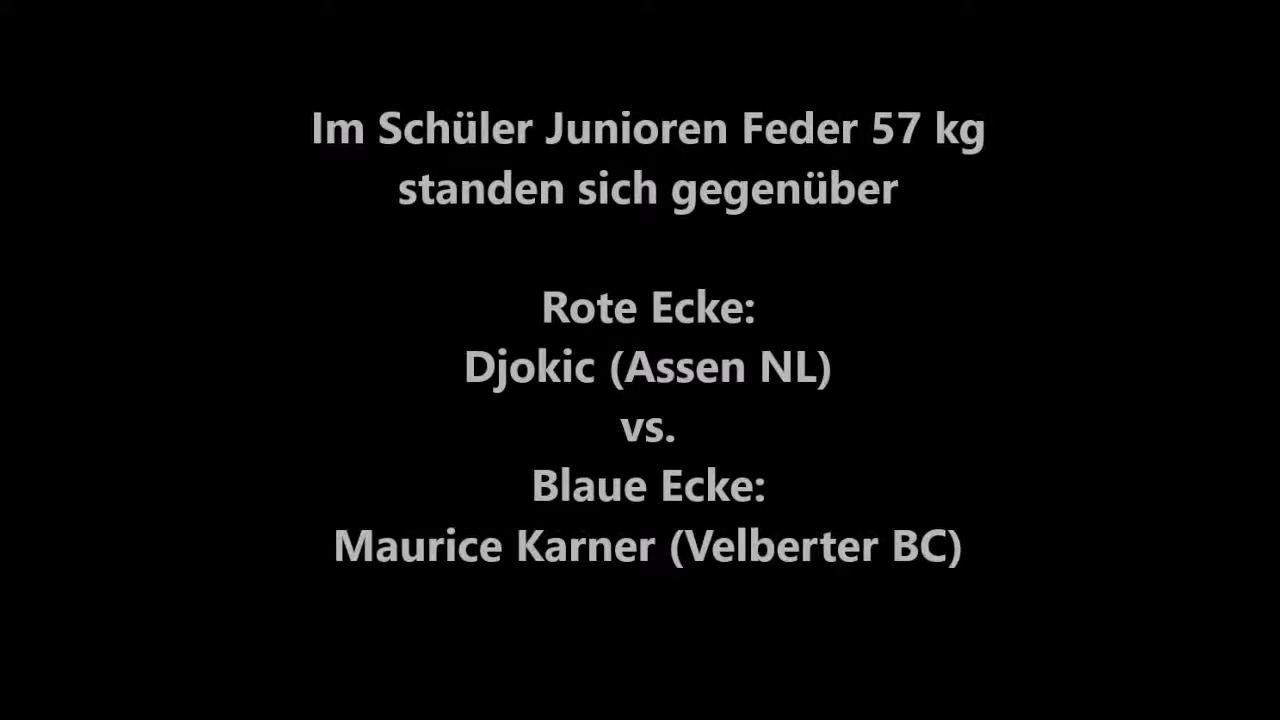 Im Schüler Junioren Feder 57 kg
standen sich gegenüber
Rote Ecke:
Djokic (Assen NL)
vs.
Blaue Ecke:
Maurice Karner (Velberter BC)